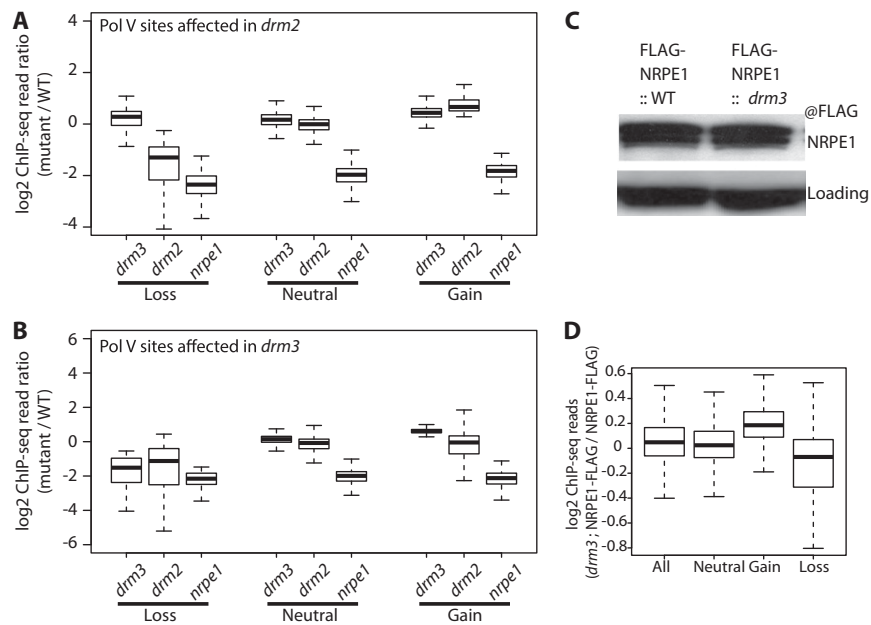 A
Pol V sites affected in drm2
log2 ChIP-seq read ratio
(mutant / WT)
4
2
0
-2
-4
drm3 drm2 nrpe1 drm3 drm2 nrpe1 drm3 drm2 nrpe1
Loss Neutral Gain
B
Pol V sites affected in drm3
log2 ChIP-seq read ratio
(mutant / WT)
6
4
2
0
-2
-4
-6
drm3 drm2 nrpe1 drm3 drm2 nrpe1 drm3 drm2 nrpe1
Loss Neutral Gain
C
FLAG-
NRPE1
:: WT
FLAG-
NRPE1
:: drm3
@FLAG
NRPE1
Loading
D
log2 ChIP-seq reads
(drm3 ; NRPE1-FLAG / NRPE1-FLAG)
0.6
0.4
0.2
0
-0.2
-0.4
-0.6
-0.8
All Neutral Gain Loss